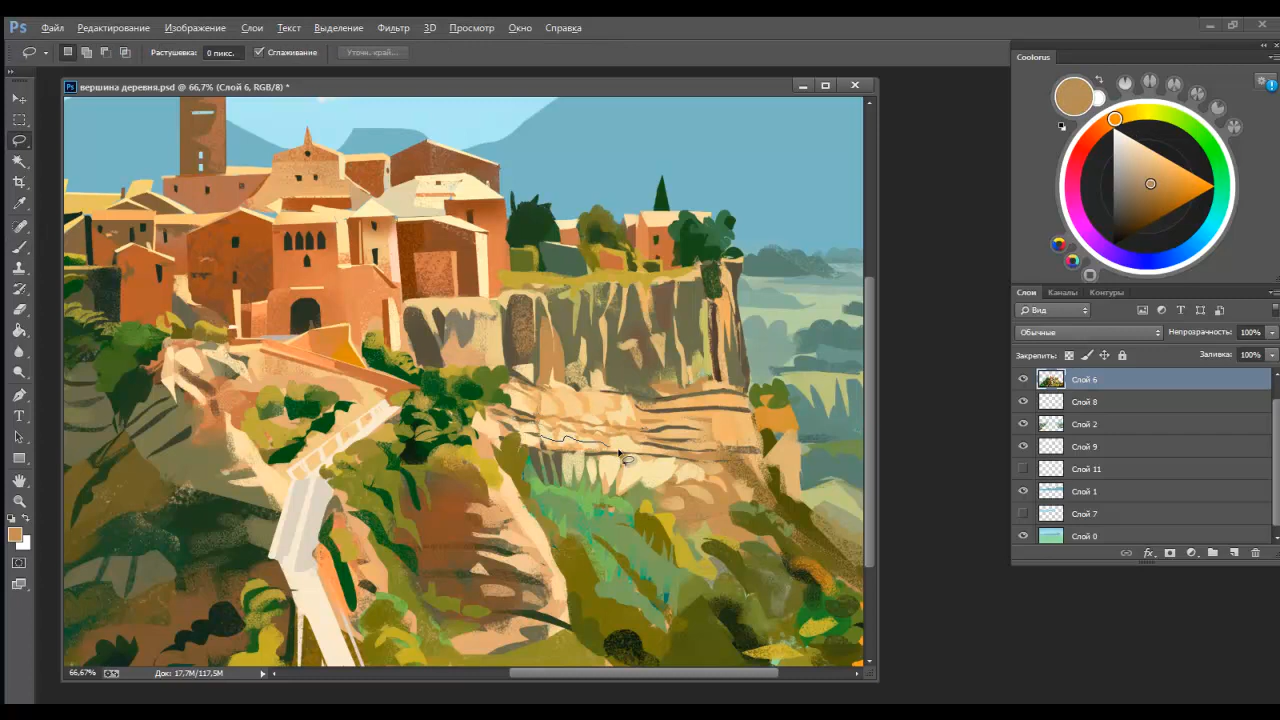 Ps Файл Редактирование Изображение Слои Текст Выделение Фильтр 3D Просмотр Окно Справка
Растушевка: 0 пикс. Сглаживание Уточн. край...
Ps вершина деревня.psd @ 66,7% (Слой 6, RGB/8) *
Coolorus
Слои Каналы Контуры
Вид
Обычные Непрозрачность: 100%
Закрепить: Заливка: 100%
Слой 6
Слой 8
Слой 2
Слой 9
Слой 11
Слой 1
Слой 7
Слой 0
fx
66,67% Док: 17,7M/117,5M